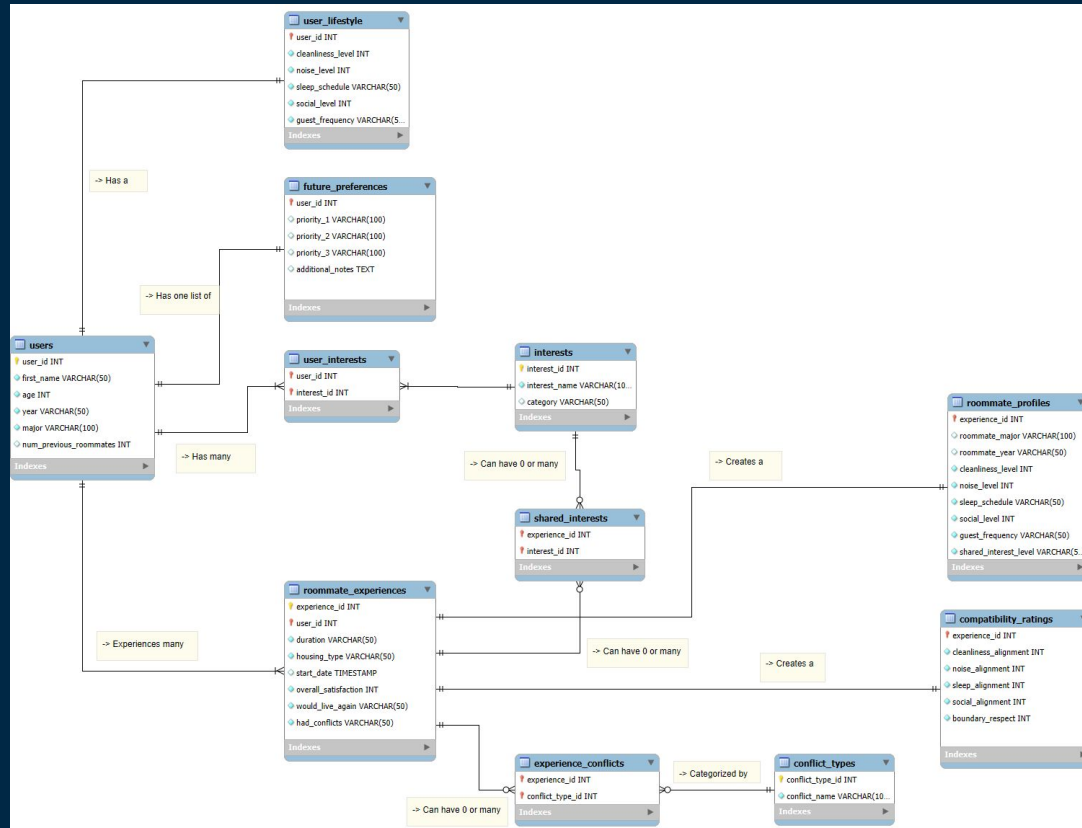 user_lifestyle
user_id INT
cleanliness_level INT
noise_level INT
sleep_schedule VARCHAR(50)
social_level INT
guest_frequency VARCHAR(5...
Indexes
-> Has a
future_preferences
user_id INT
priority_1 VARCHAR(100)
priority_2 VARCHAR(100)
priority_3 VARCHAR(100)
additional_notes TEXT
Indexes
-> Has one list of
users
user_id INT
first_name VARCHAR(50)
age INT
year VARCHAR(50)
major VARCHAR(100)
num_previous_roommates INT
Indexes
user_interests
user_id INT
interest_id INT
Indexes
-> Has many
interests
interest_id INT
interest_name VARCHAR(10...
category VARCHAR(50)
Indexes
-> Can have 0 or many
-> Creates a
roommate_profiles
experience_id INT
roommate_major VARCHAR(100)
roommate_year VARCHAR(50)
cleanliness_level INT
noise_level INT
sleep_schedule VARCHAR(50)
social_level INT
guest_frequency VARCHAR(50)
shared_interest_level VARCHAR(5...
Indexes
shared_interests
experience_id INT
interest_id INT
Indexes
roommate_experiences
experience_id INT
user_id INT
duration VARCHAR(50)
housing_type VARCHAR(50)
start_date TIMESTAMP
overall_satisfaction INT
would_live_again VARCHAR(50)
had_conflicts VARCHAR(50)
Indexes
-> Experiences many
-> Can have 0 or many
-> Creates a
compatibility_ratings
experience_id INT
cleanliness_alignment INT
noise_alignment INT
sleep_alignment INT
social_alignment INT
boundary_respect INT
Indexes
experience_conflicts
experience_id INT
conflict_type_id INT
Indexes
-> Categorized by
conflict_types
conflict_type_id INT
conflict_name VARCHAR(10...
Indexes
-> Can have 0 or many